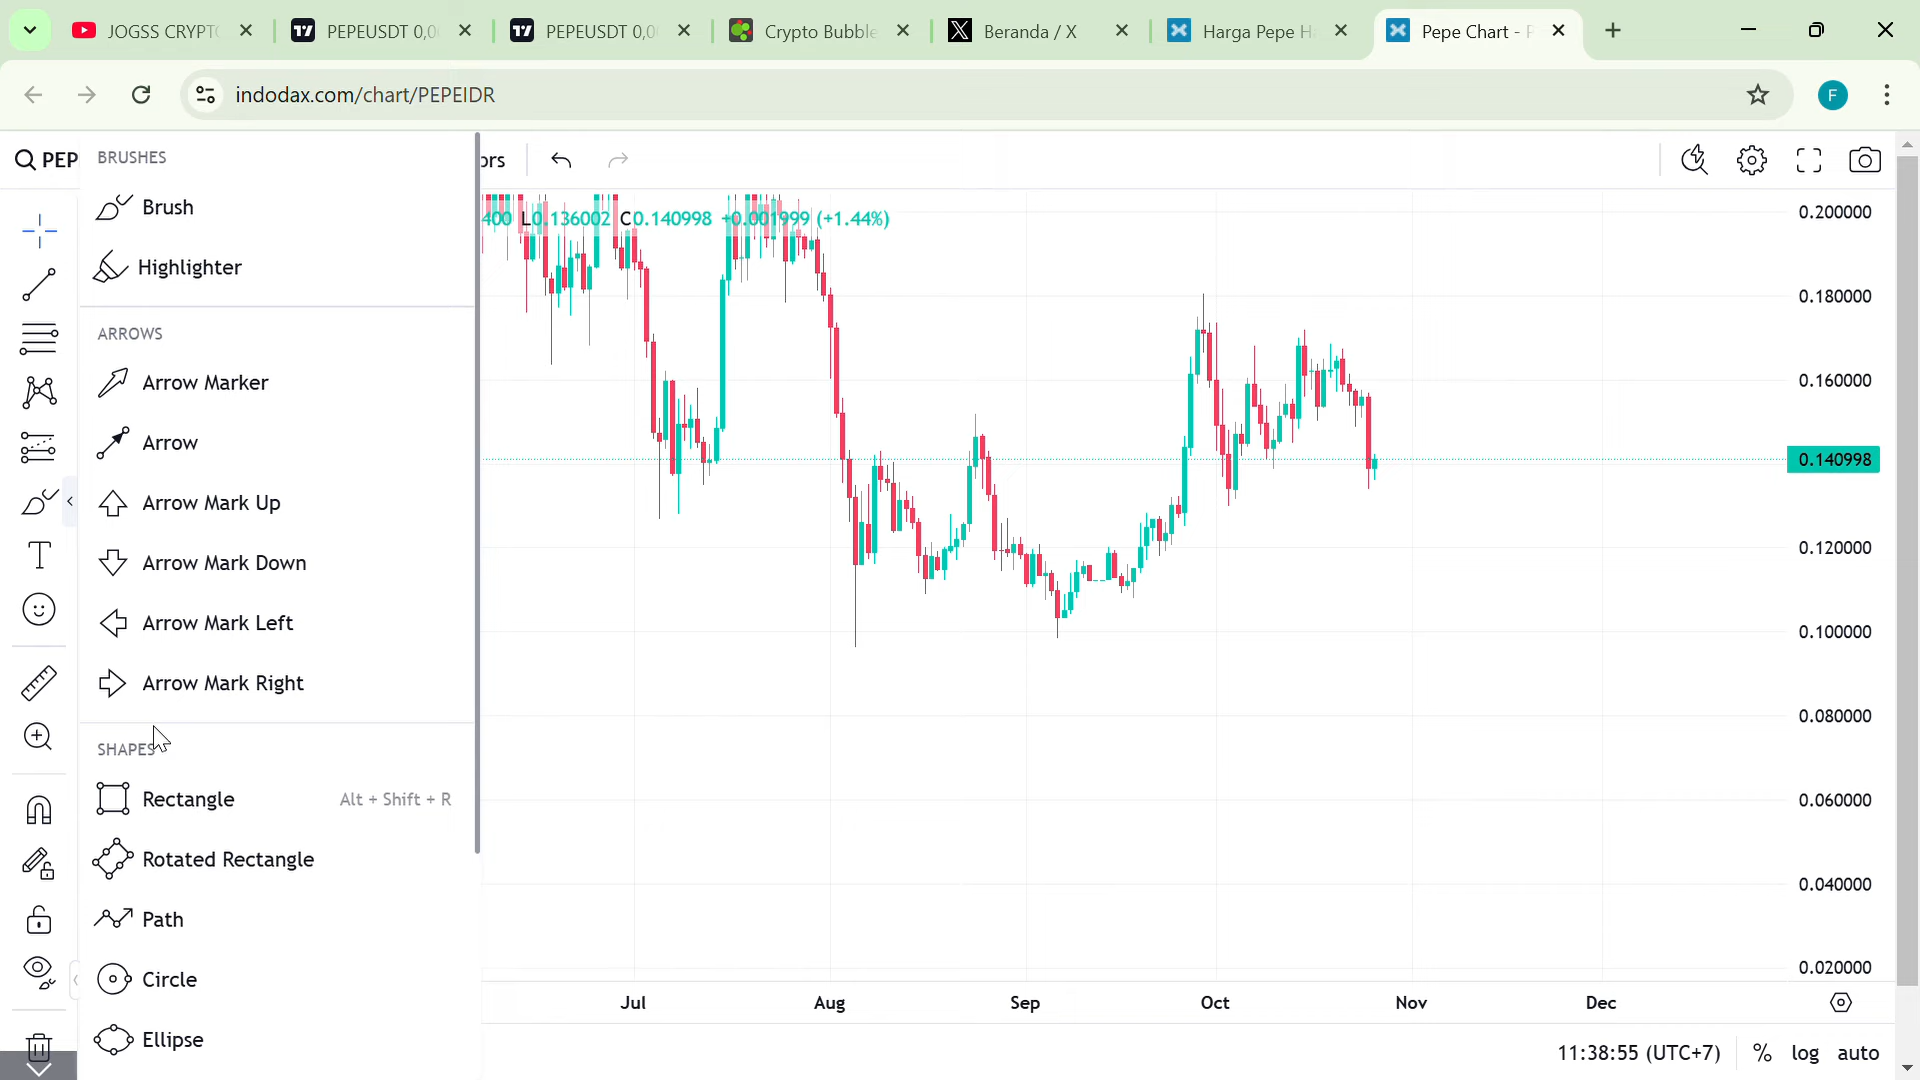 JOGSS CRYPTO
PEPEUSDT 0,0
PEPEUSDT 0,0
Crypto Bubble
Beranda / X
Harga Pepe H
Pepe Chart - P
indodax.com/chart/PEPEIDR
F
PEP
ors
400 L0.136002 C0.140998 +0.001999 (+1.44%)
BRUSHES
Brush
Highlighter
ARROWS
Arrow Marker
Arrow
Arrow Mark Up
Arrow Mark Down
Arrow Mark Left
Arrow Mark Right
SHAPES
Rectangle Alt + Shift + R
Rotated Rectangle
Path
Circle
Ellipse
0.200000
0.180000
0.160000
0.140998
0.120000
0.100000
0.080000
0.060000
0.040000
0.020000
Jul Aug Sep Oct Nov Dec
11:38:55 (UTC+7) % log auto